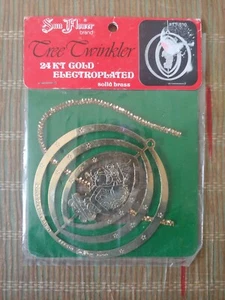 Sun Flower
BRAND
Tree Twinkler
24 KT GOLD
ELECTROPLATED
solid brass